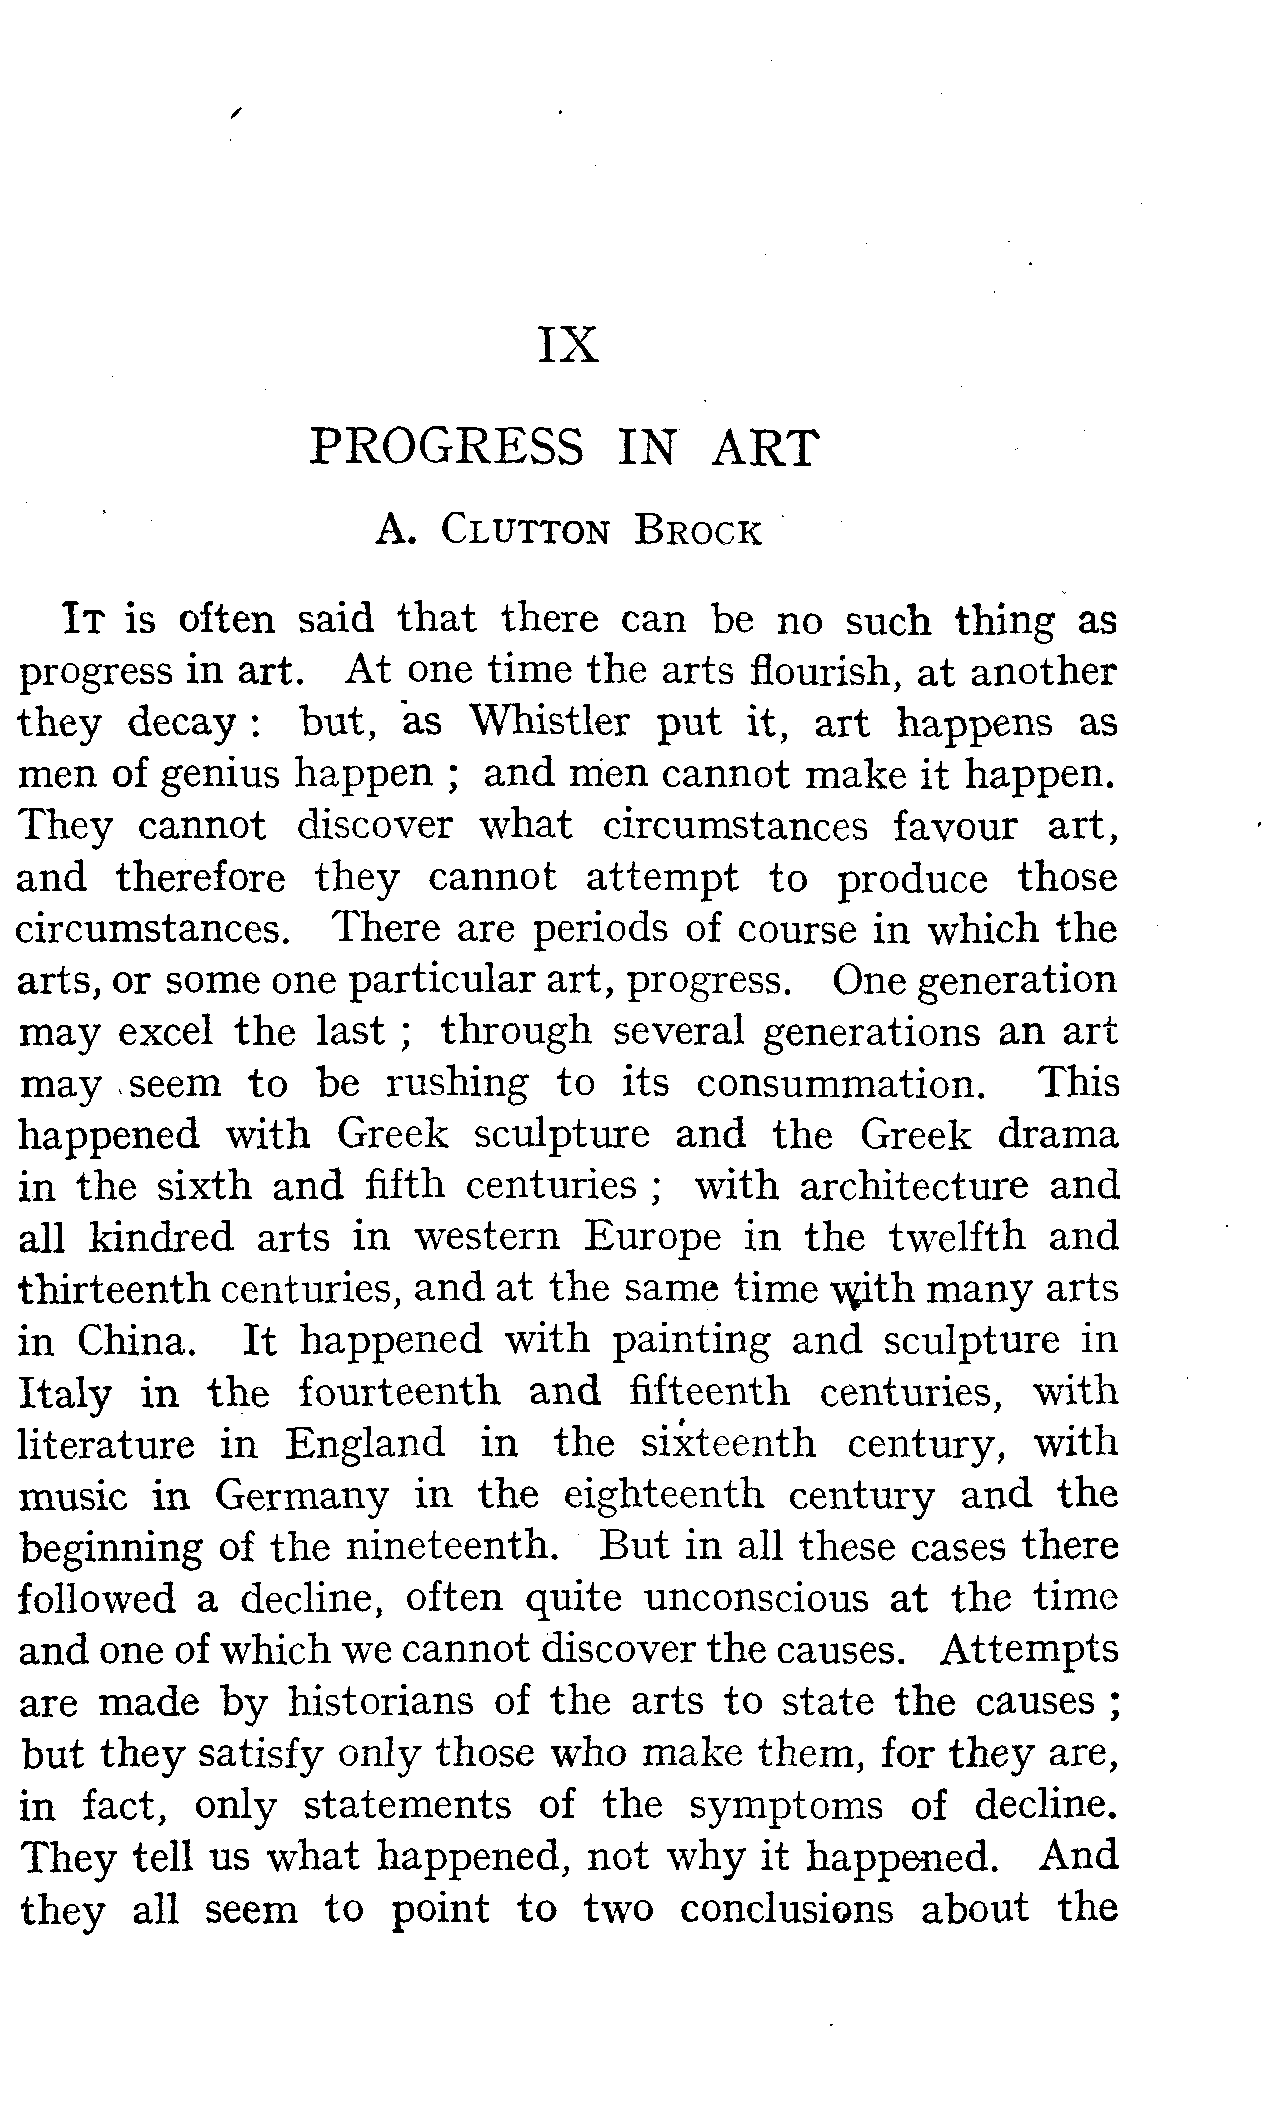 IX
PROGRESS IN ART
A. CLUTTON BROCK
IT is often said that there can be no such thing as
progress in art. At one time the arts flourish, at another
they decay : but, as Whistler put it, art happens as
men of genius happen ; and men cannot make it happen.
They cannot discover what circumstances favour art,
and therefore they cannot attempt to produce those
circumstances. There are periods of course in which the
arts, or some one particular art, progress. One generation
may excel the last ; through several generations an art
may seem to be rushing to its consummation. This
happened with Greek sculpture and the Greek drama
in the sixth and fifth centuries ; with architecture and
all kindred arts in western Europe in the twelfth and
thirteenth centuries, and at the same time with many arts
in China. It happened with painting and sculpture in
Italy in the fourteenth and fifteenth centuries, with
literature in England in the sixteenth century, with
music in Germany in the eighteenth century and the
beginning of the nineteenth. But in all these cases there
followed a decline, often quite unconscious at the time
and one of which we cannot discover the causes. Attempts
are made by historians of the arts to state the causes ;
but they satisfy only those who make them, for they are,
in fact, only statements of the symptoms of decline.
They tell us what happened, not why it happened. And
they all seem to point to two conclusions about the